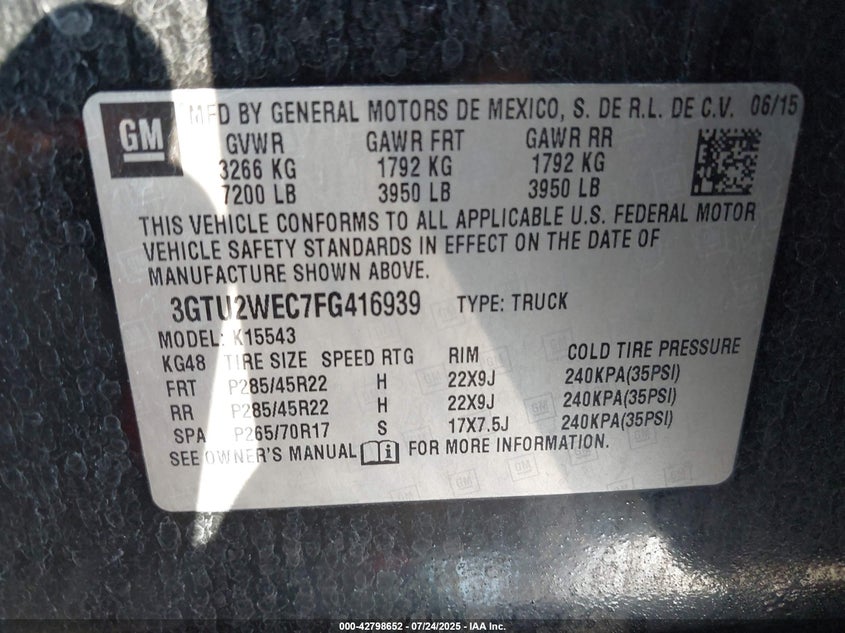 GM
MFD BY GENERAL MOTORS DE MEXICO, S. DE R.L. DE C.V. 06/15
GVWR GAWR FRT GAWR RR
3266 KG 1792 KG 1792 KG
7200 LB 3950 LB 3950 LB
THIS VEHICLE CONFORMS TO ALL APPLICABLE U.S. FEDERAL MOTOR
VEHICLE SAFETY STANDARDS IN EFFECT ON THE DATE OF
MANUFACTURE SHOWN ABOVE.
3GTU2WEC7FG416939 TYPE: TRUCK
MODEL: K15543
KG48 TIRE SIZE SPEED RTG RIM COLD TIRE PRESSURE
FRT P285/45R22 H 22X9J 240KPA(35PSI)
RR P285/45R22 H 22X9J 240KPA(35PSI)
SPA P265/70R17 S 17X7.5J 240KPA(35PSI)
SEE OWNER'S MANUAL i FOR MORE INFORMATION.
000-42798652 - 07/24/2025 - IAA Inc.